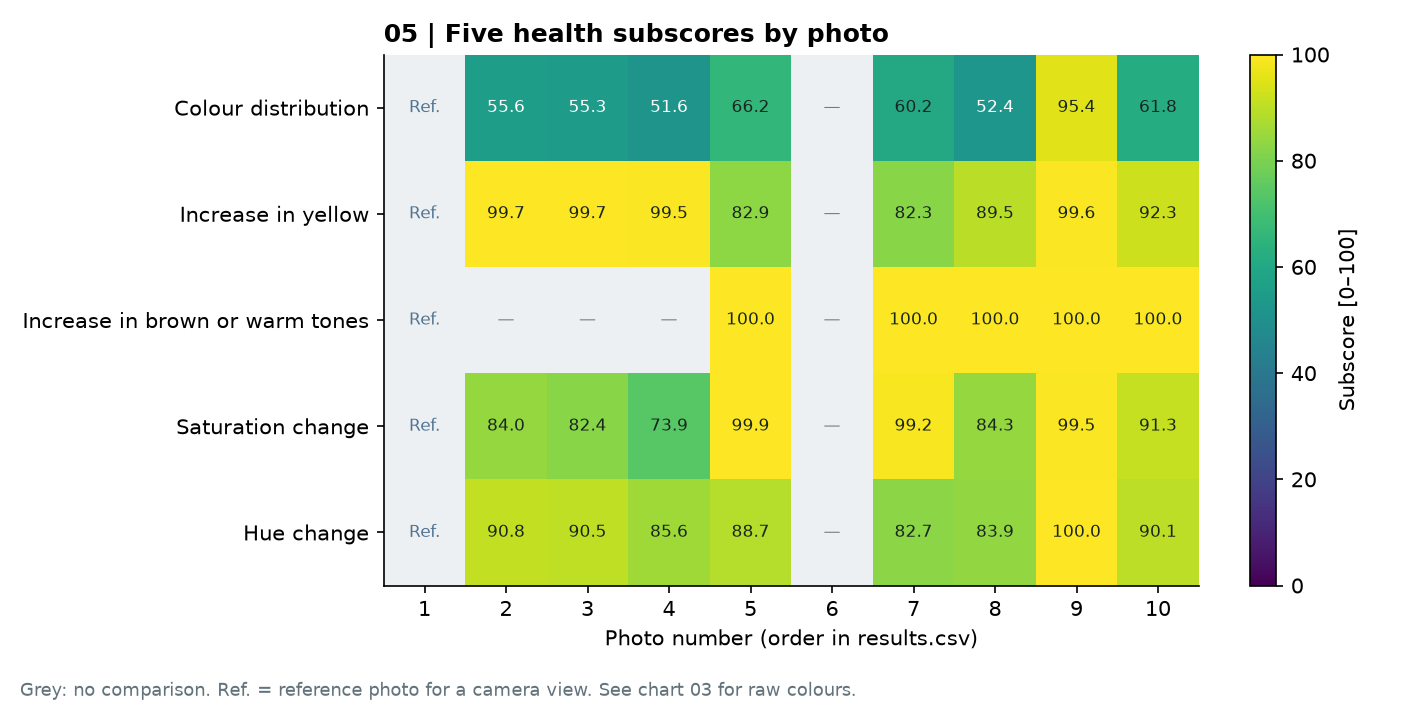 05 | Five health subscores by photo
Colour distribution Ref. 55.6 55.3 51.6 66.2 — 60.2 52.4 95.4 61.8
Increase in yellow Ref. 99.7 99.7 99.5 82.9 — 82.3 89.5 99.6 92.3
Increase in brown or warm tones Ref. — — — 100.0 — 100.0 100.0 100.0 100.0
Saturation change Ref. 84.0 82.4 73.9 99.9 — 99.2 84.3 99.5 91.3
Hue change Ref. 90.8 90.5 85.6 88.7 — 82.7 83.9 100.0 90.1
1 2 3 4 5 6 7 8 9 10
Photo number (order in results.csv)
100
80
60
40
20
0
Subscore [0–100]
Grey: no comparison. Ref. = reference photo for a camera view. See chart 03 for raw colours.